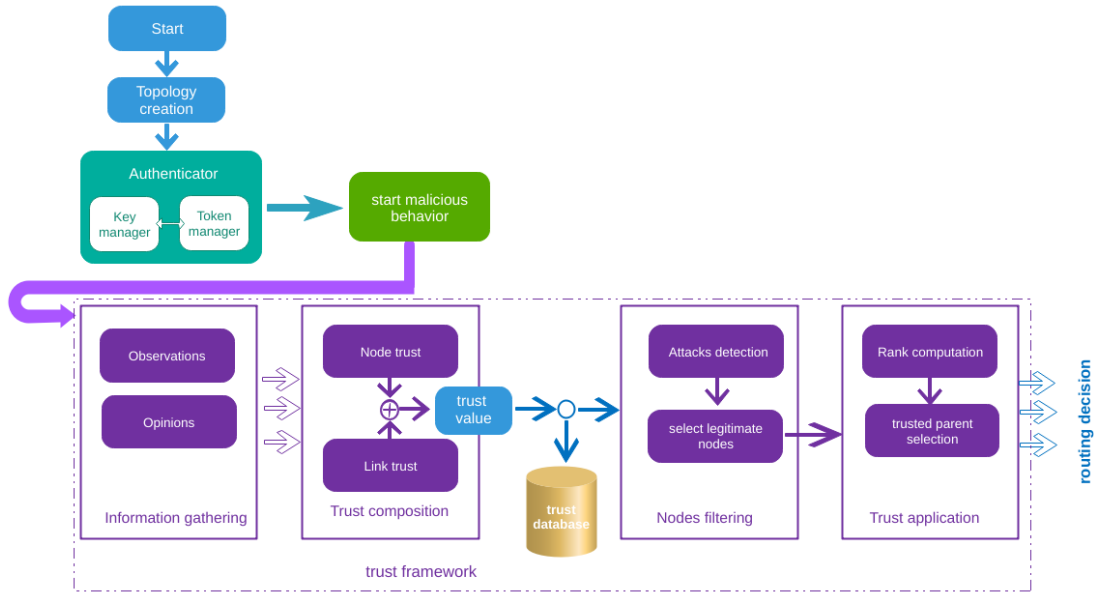 Start
Topology
creation
Authenticator
Key
manager
Token
manager
start malicious
behavior
Observations
Opinions
Information gathering
Node trust
Link trust
Trust composition
trust
value
trust
database
Attacks detection
select legitimate
nodes
Nodes filtering
Rank computation
trusted parent
selection
Trust application
routing decision
trust framework